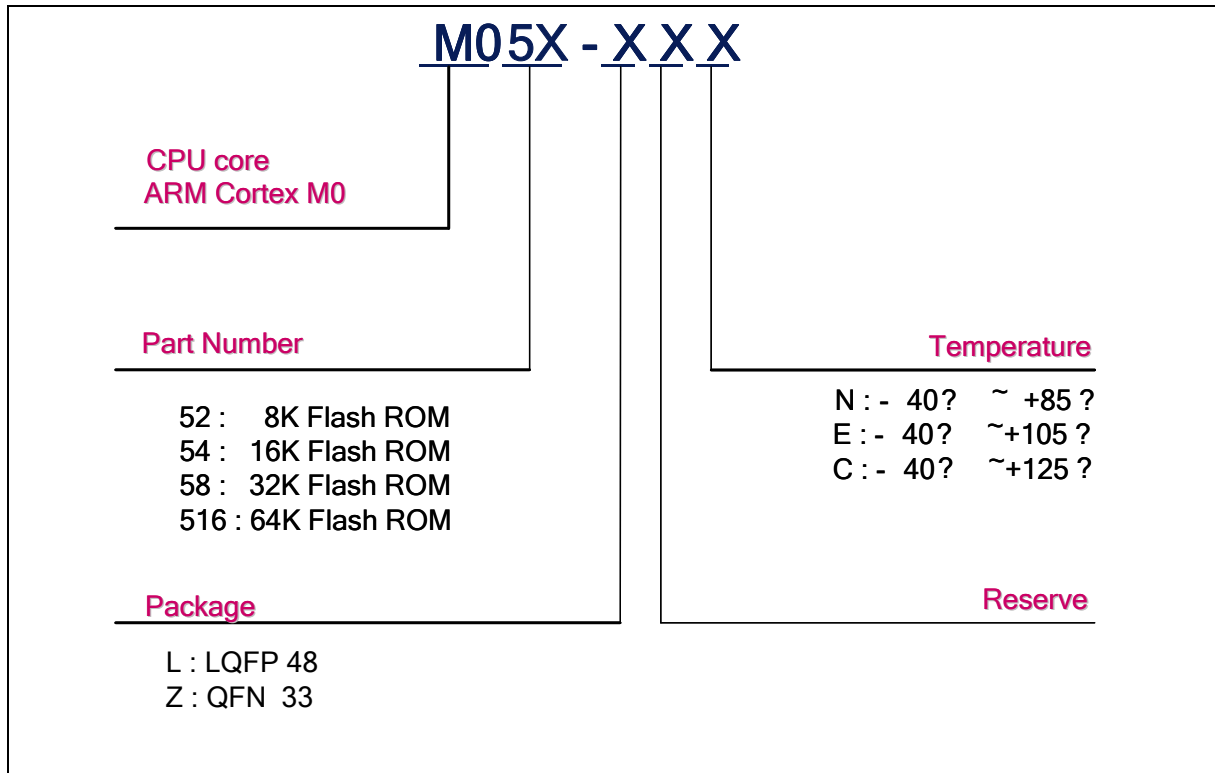 M05X - X X X
CPU core
ARM Cortex M0
Part Number
52 : 8K Flash ROM
54 : 16K Flash ROM
58 : 32K Flash ROM
516 : 64K Flash ROM
Temperature
N : - 40? ~ +85 ?
E : - 40? ~+105 ?
C : - 40? ~+125 ?
Package
L : LQFP 48
Z : QFN 33
Reserve